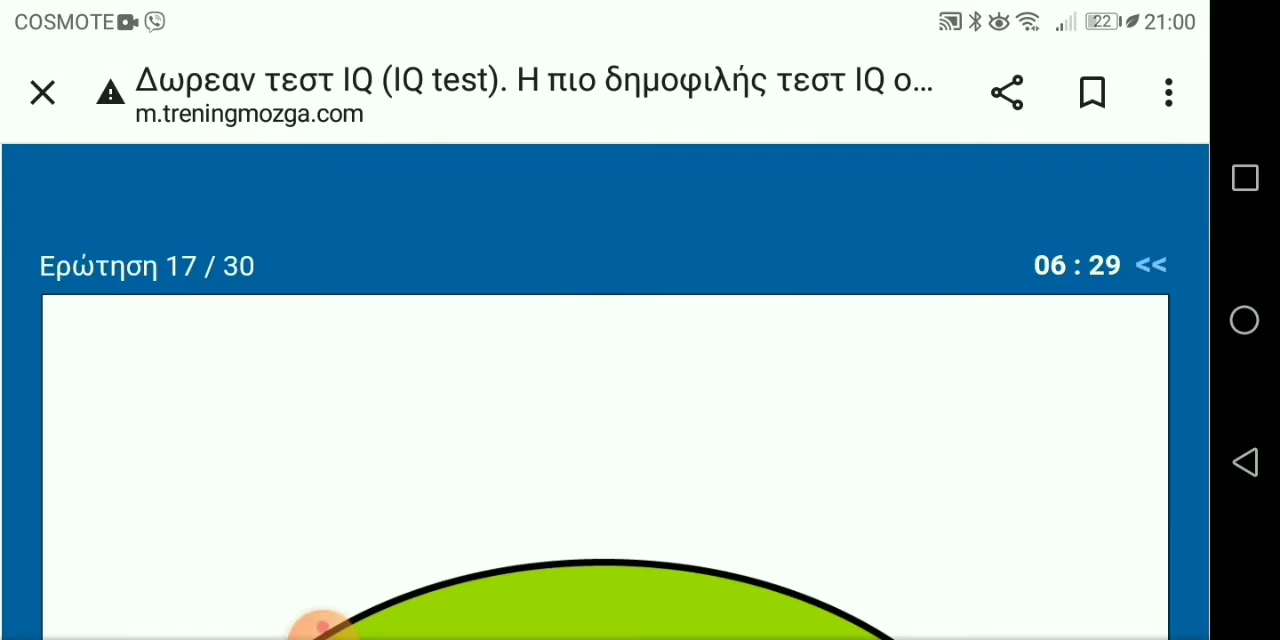 COSMOTE 22 21:00
Δωρεαν τεστ IQ (IQ test). Η πιο δημοφιλής τεστ IQ o...
m.treningmozga.com
Ερώτηση 17 / 30 06 : 29 <<